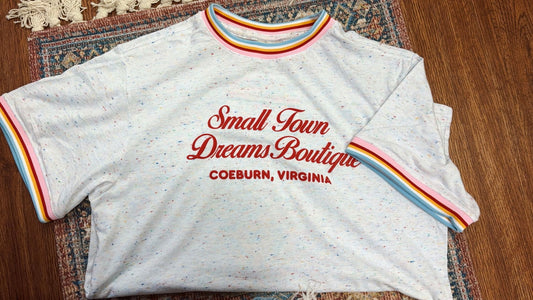 Small Town
Dreams Boutique
COEBURN, VIRGINIA